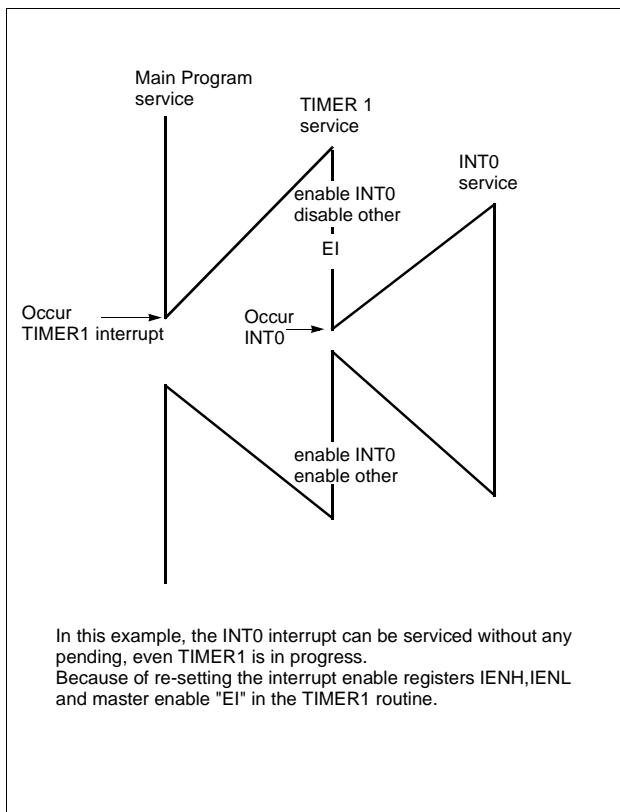 Main Program
service
TIMER 1
service
INT0
service
enable INT0
disable other
EI
Occur
TIMER1 interrupt
Occur
INT0
enable INT0
enable other
In this example, the INT0 interrupt can be serviced without any
pending, even TIMER1 is in progress.
Because of re-setting the interrupt enable registers IENH,IENL
and master enable "EI" in the TIMER1 routine.